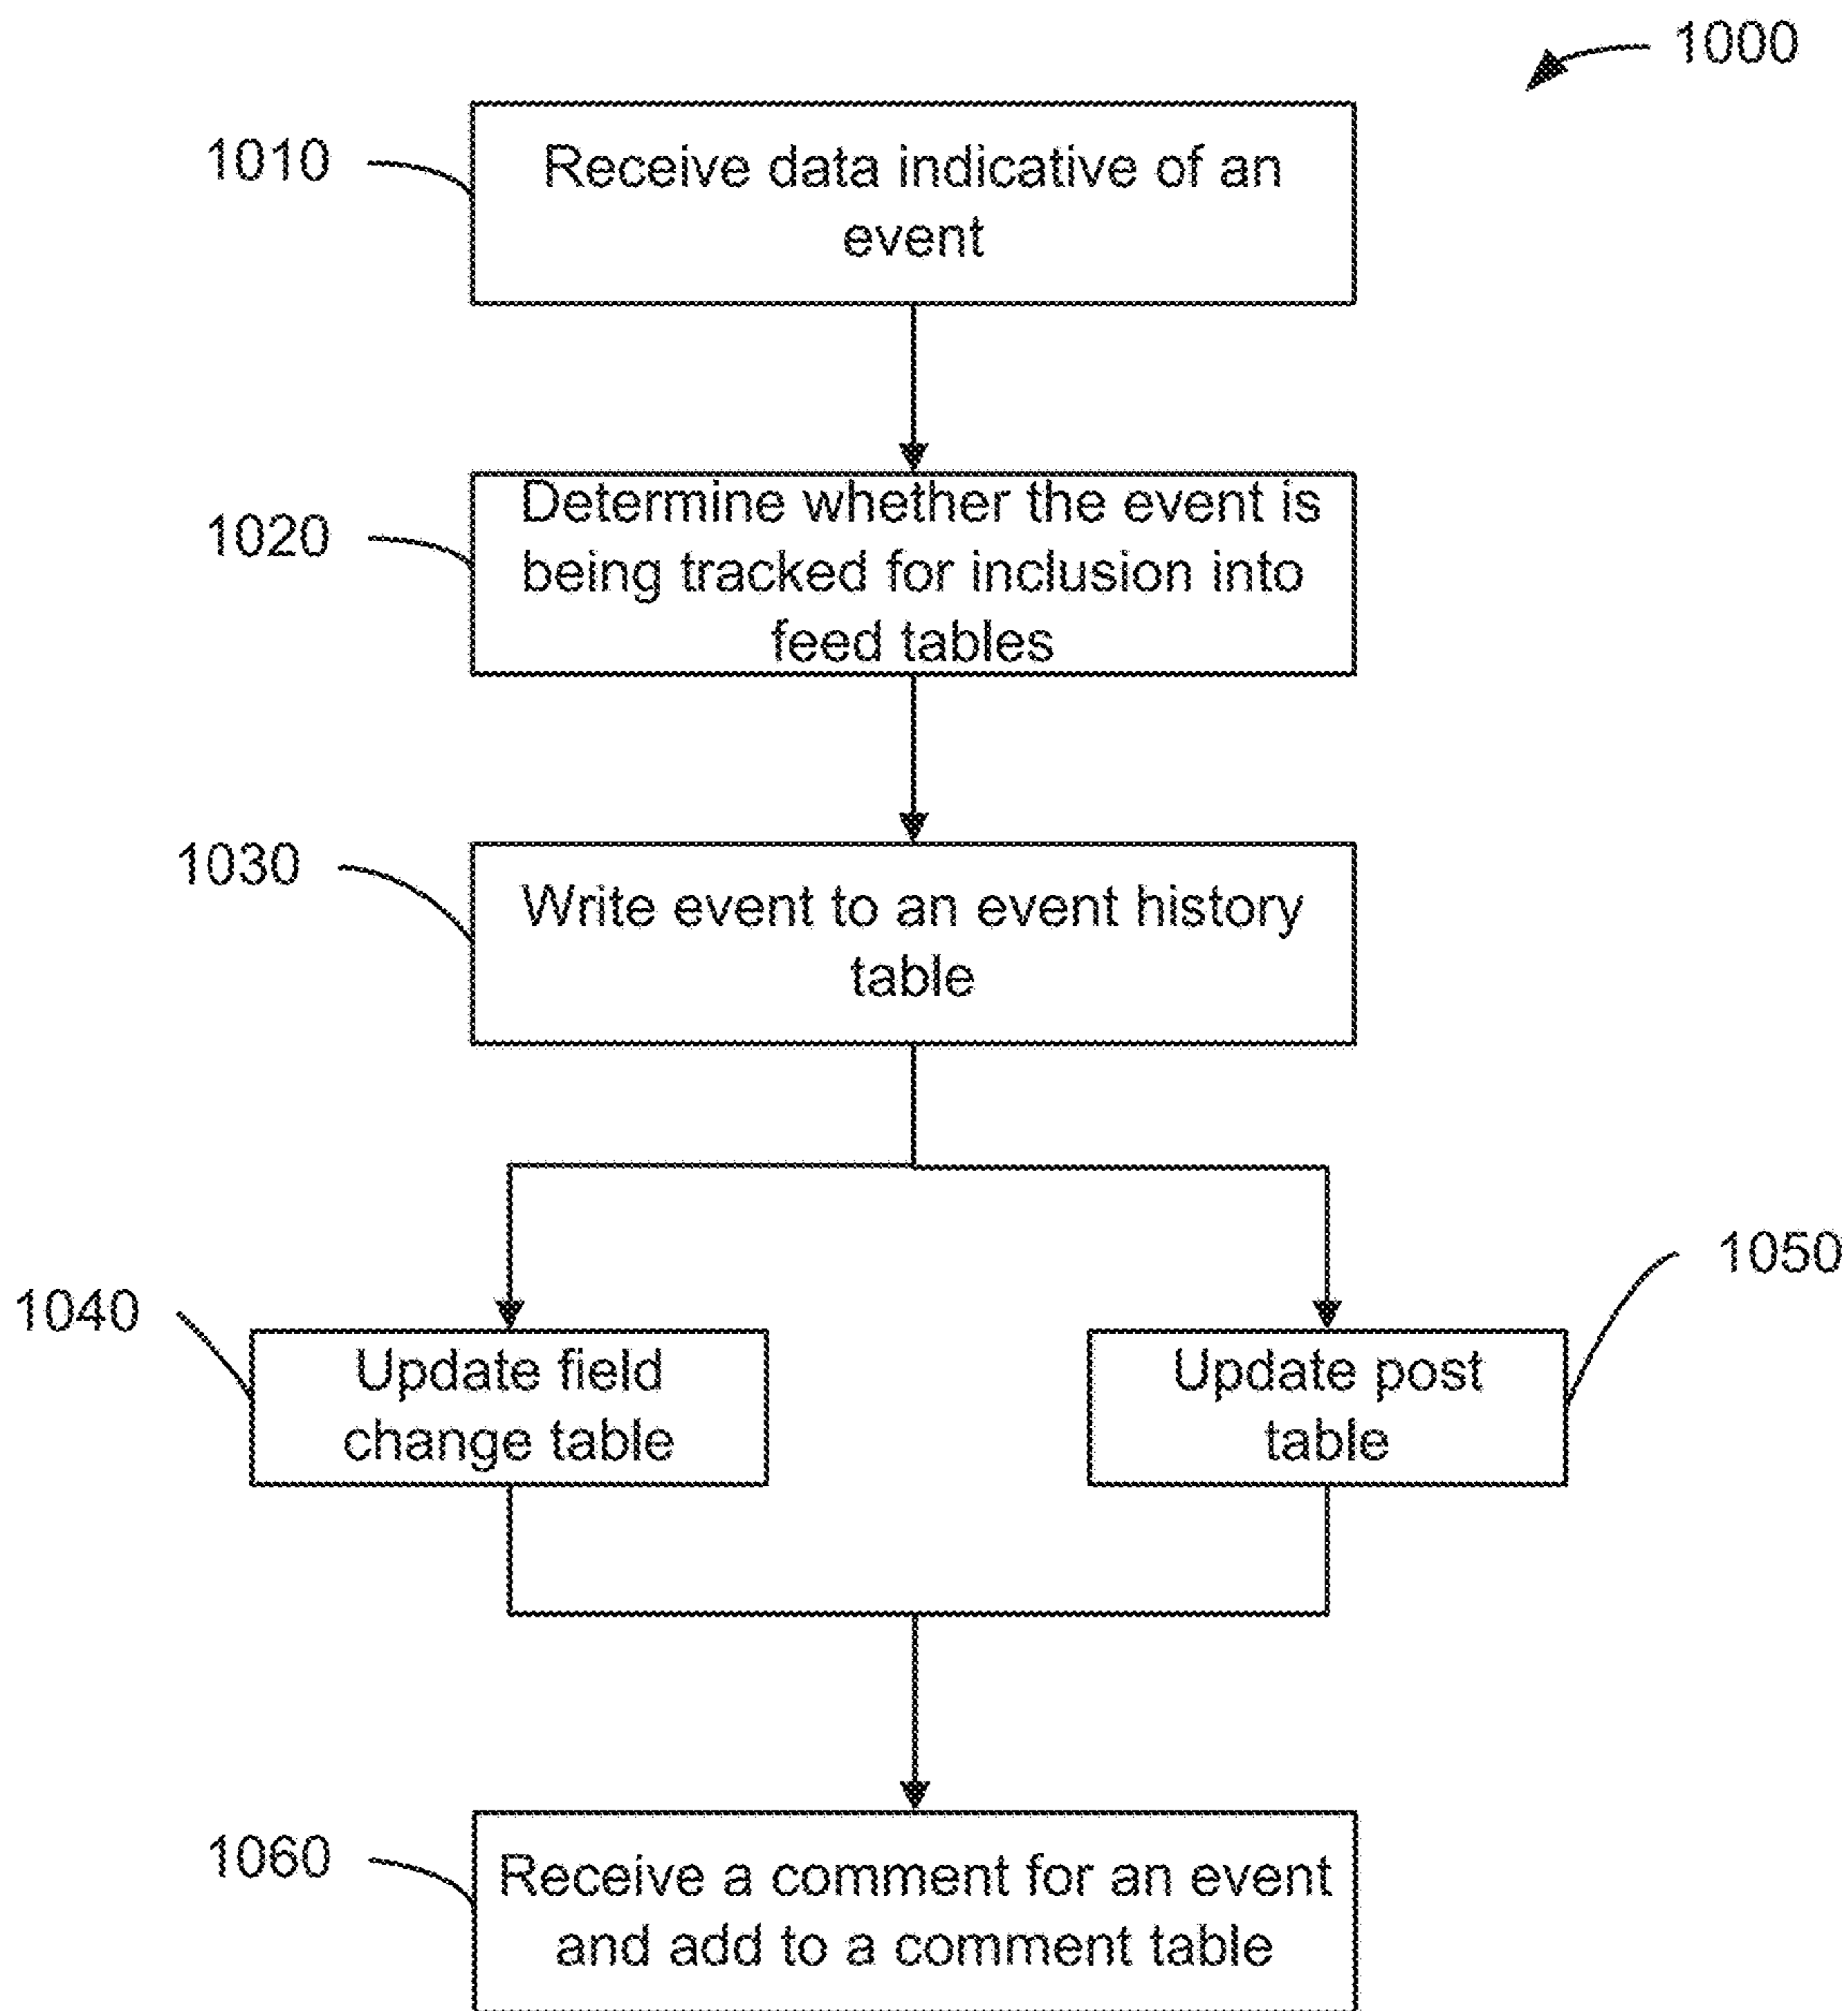 1000
1010
Receive data indicative of an
event
1020
Determine whether the event is
being tracked for inclusion into
feed tables
1030
Write event to an event history
table
1040
Update field
change table
1050
Update post
table
1060
Receive a comment for an event
and add to a comment table